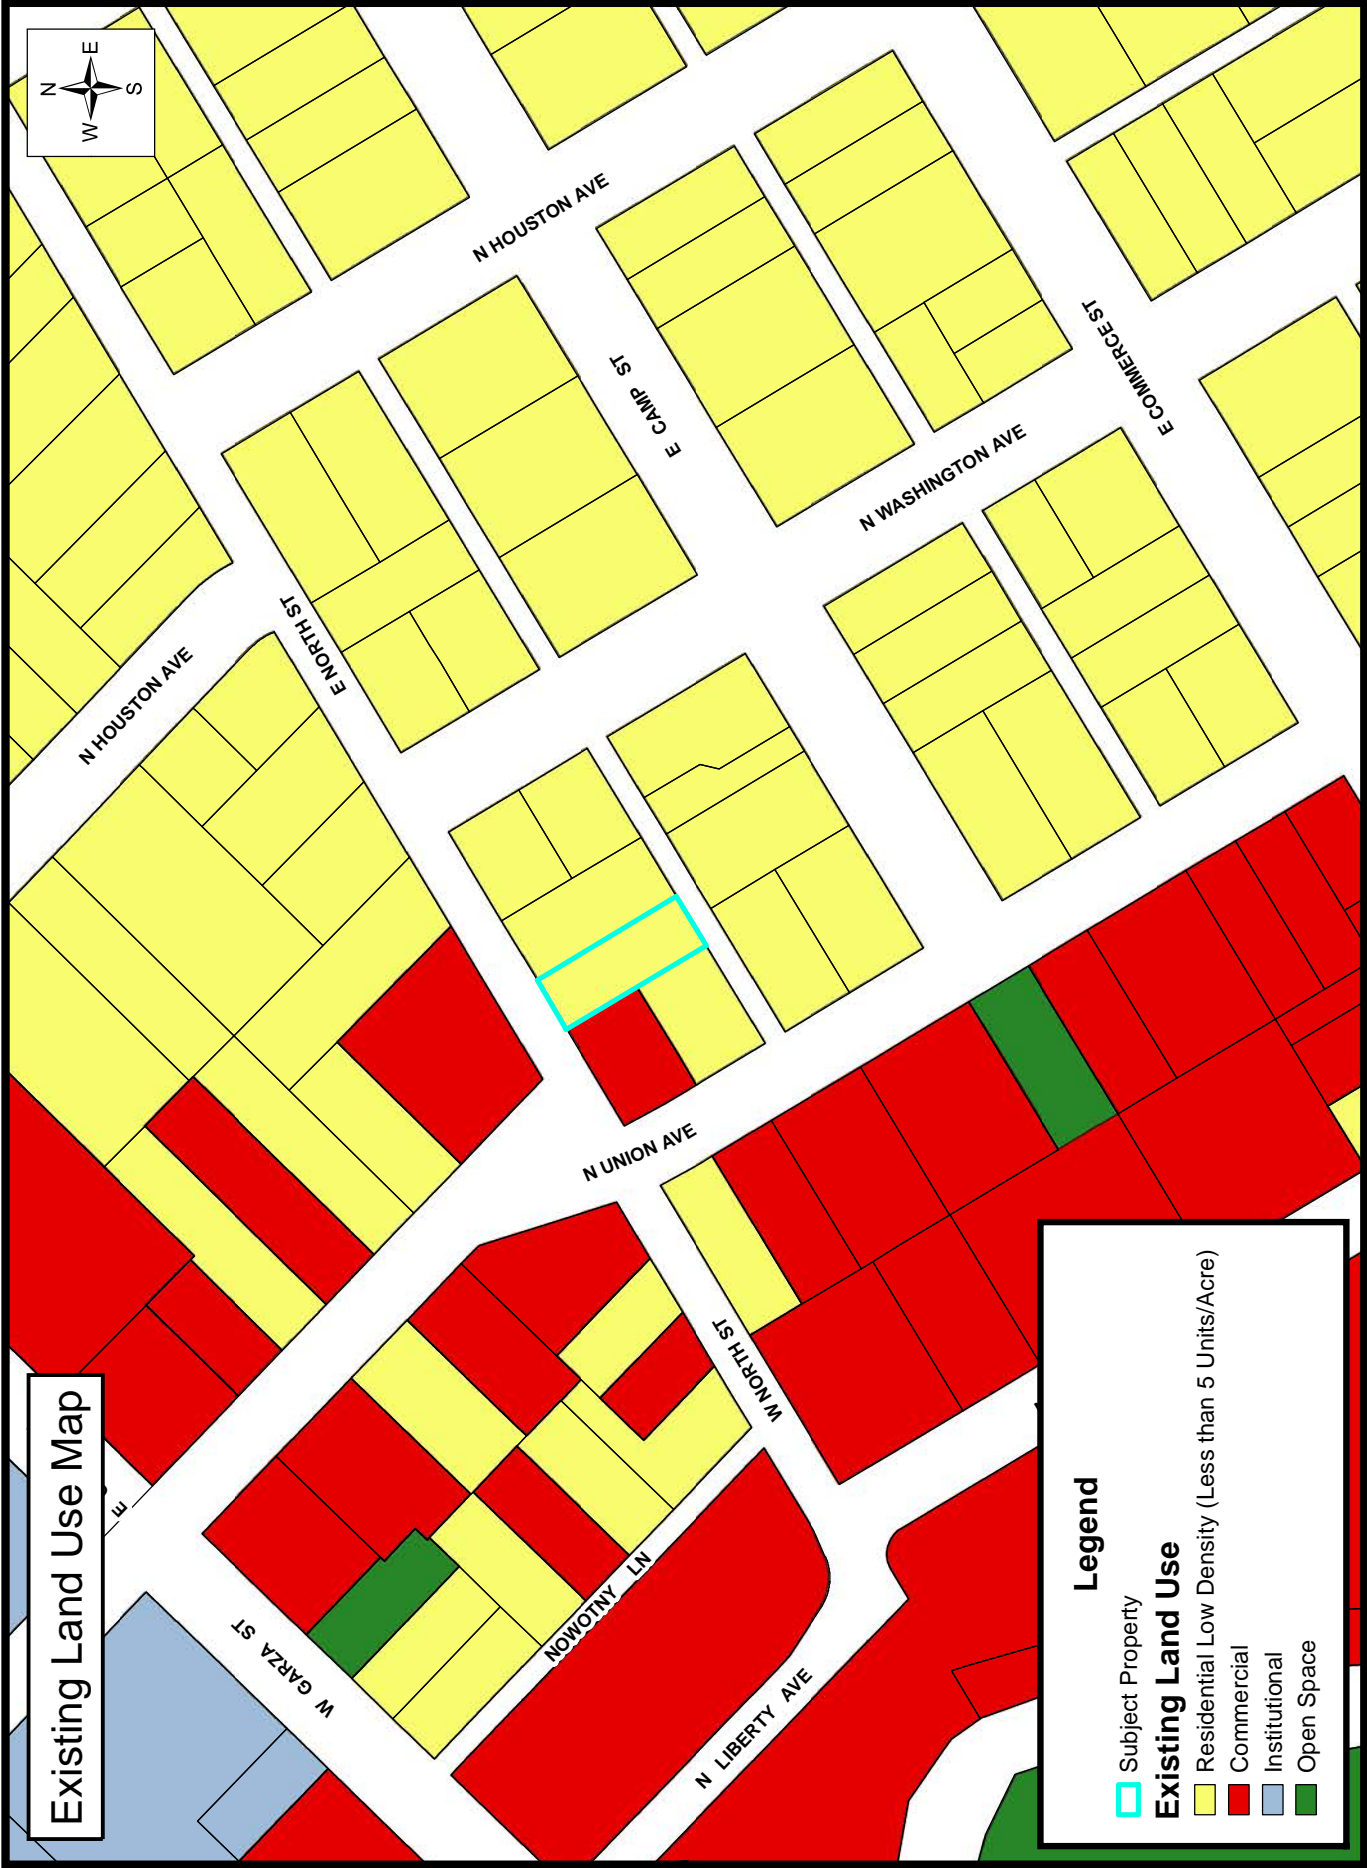 Existing Land Use Map
N
W
E
S
N HOUSTON AVE
N HOUSTON AVE
E NORTH ST
E CAMP ST
E COMMERCE ST
N WASHINGTON AVE
N UNION AVE
W NORTH ST
E
W GARZA ST
NOWOTNY LN
N LIBERTY AVE
Legend
Subject Property
Existing Land Use
Residential Low Density (Less than 5 Units/Acre)
Commercial
Institutional
Open Space